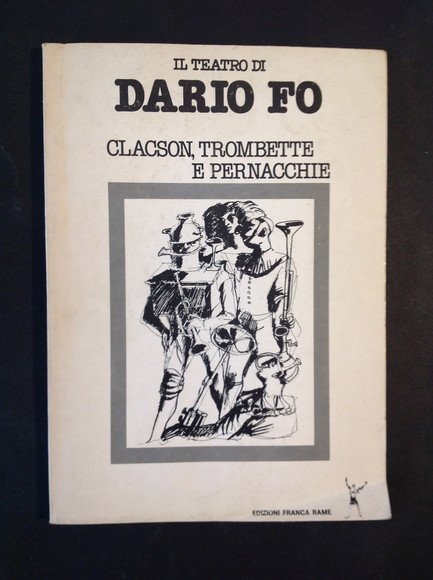 IL TEATRO DI
DARIO FO
CLACSON, TROMBETTE
E PERNACCHIE
EDIZIONI FRANCA RAME